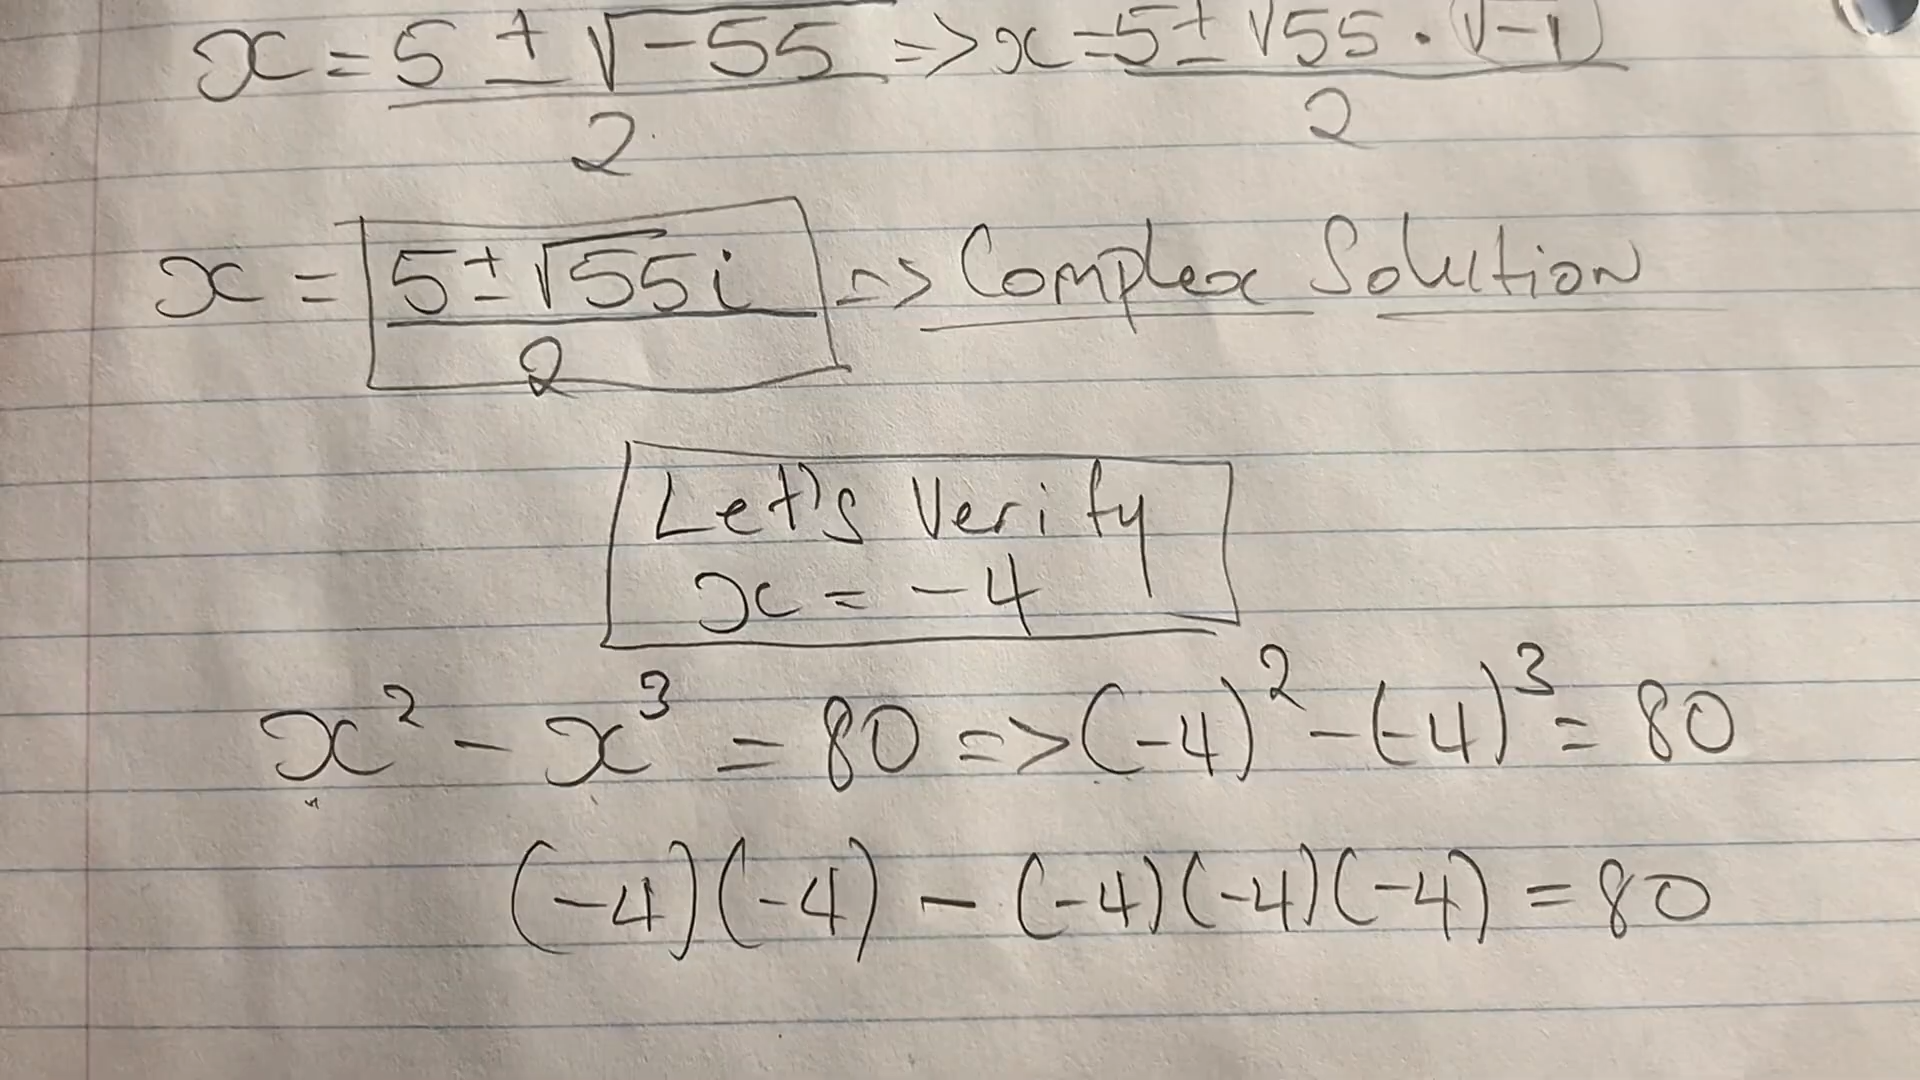 x = 5 ± √-55 / 2 => x = 5 ± √55 · √-1 / 2
x = 5 ± √55 i / 2 => Complex Solution
Let's Verify
x = -4
x² - x³ = 80 => (-4)² - (-4)³ = 80
(-4)(-4) - (-4)(-4)(-4) = 80